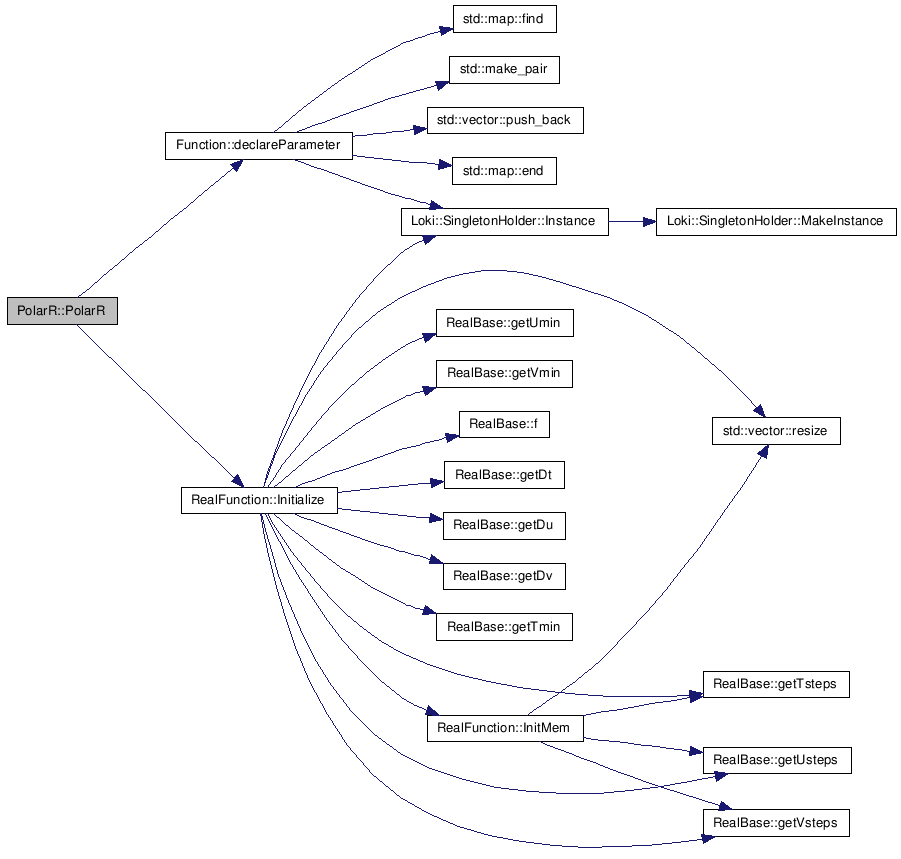 std::map::find
std::make_pair
std::vector::push_back
Function::declareParameter
std::map::end
Loki::SingletonHolder::Instance
Loki::SingletonHolder::MakeInstance
PolarR::PolarR
RealBase::getUmin
RealBase::getVmin
RealBase::f
std::vector::resize
RealBase::getDt
RealFunction::Initialize
RealBase::getDu
RealBase::getDv
RealBase::getTmin
RealBase::getTsteps
RealFunction::InitMem
RealBase::getUsteps
RealBase::getVsteps